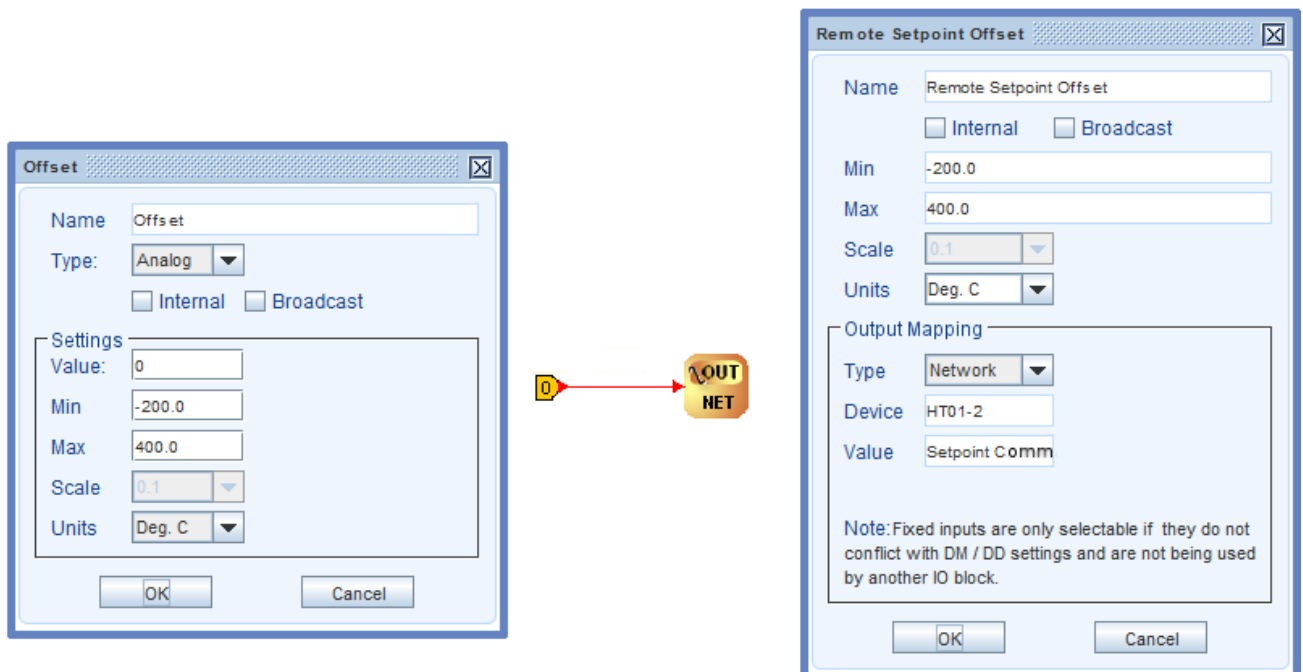 Offset
Name Offset
Type: Analog
Internal Broadcast
Settings
Value: 0
Min -200.0
Max 400.0
Scale 0.1
Units Deg. C
OK Cancel
0
OUT
NET
Remote Setpoint Offset
Name Remote Setpoint Offset
Internal Broadcast
Min -200.0
Max 400.0
Scale 0.1
Units Deg. C
Output Mapping
Type Network
Device HT01-2
Value Setpoint Comm
Note: Fixed inputs are only selectable if they do not
conflict with DM / DD settings and are not being used
by another IO block.
OK Cancel